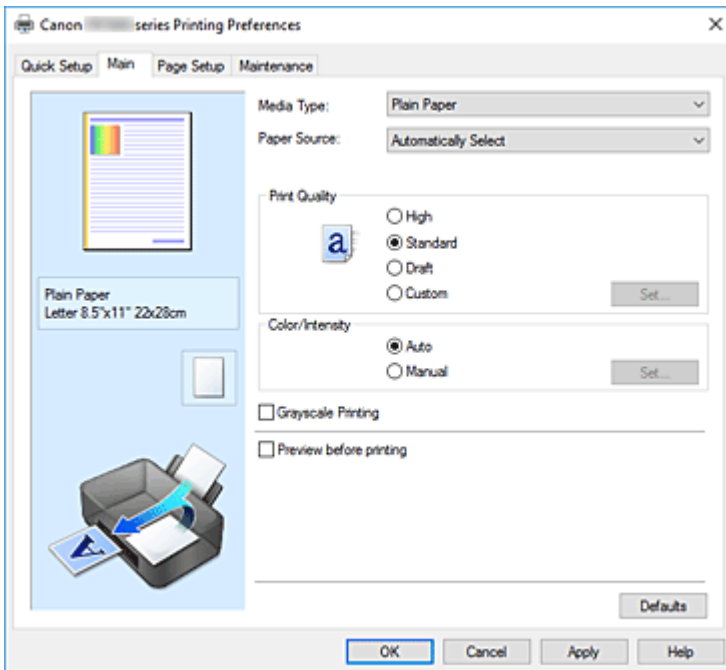 Canon series Printing Preferences
Quick Setup Main Page Setup Maintenance
Media Type: Plain Paper
Paper Source: Automatically Select
Print Quality
High
a
Standard
Draft
Custom Set...
Plain Paper
Letter 8.5"x11" 22x28cm
Color/Intensity
Auto
Manual Set...
Grayscale Printing
Preview before printing
A
Defaults
OK Cancel Apply Help